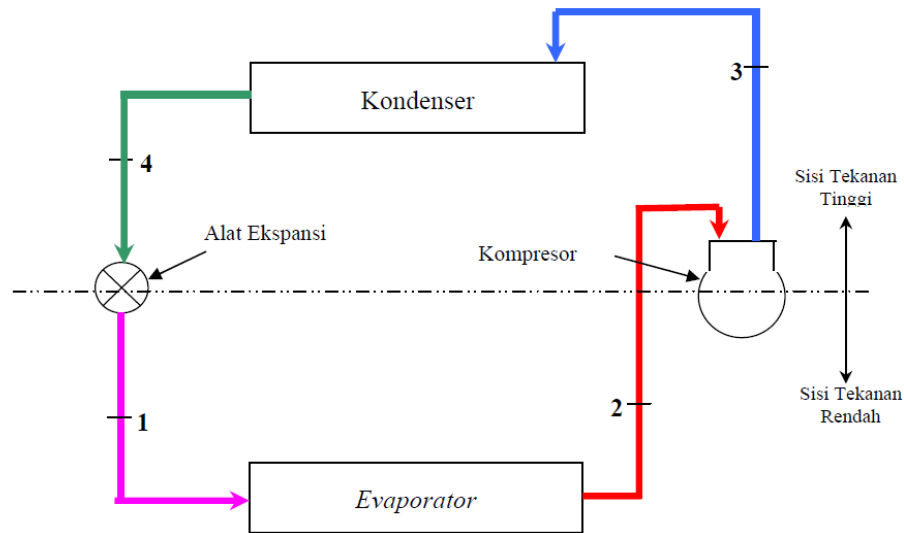 3
Kondenser
4
Sisi Tekanan
Tinggi
Alat Ekspansi
Kompresor
1
2
Sisi Tekanan
Rendah
Evaporator